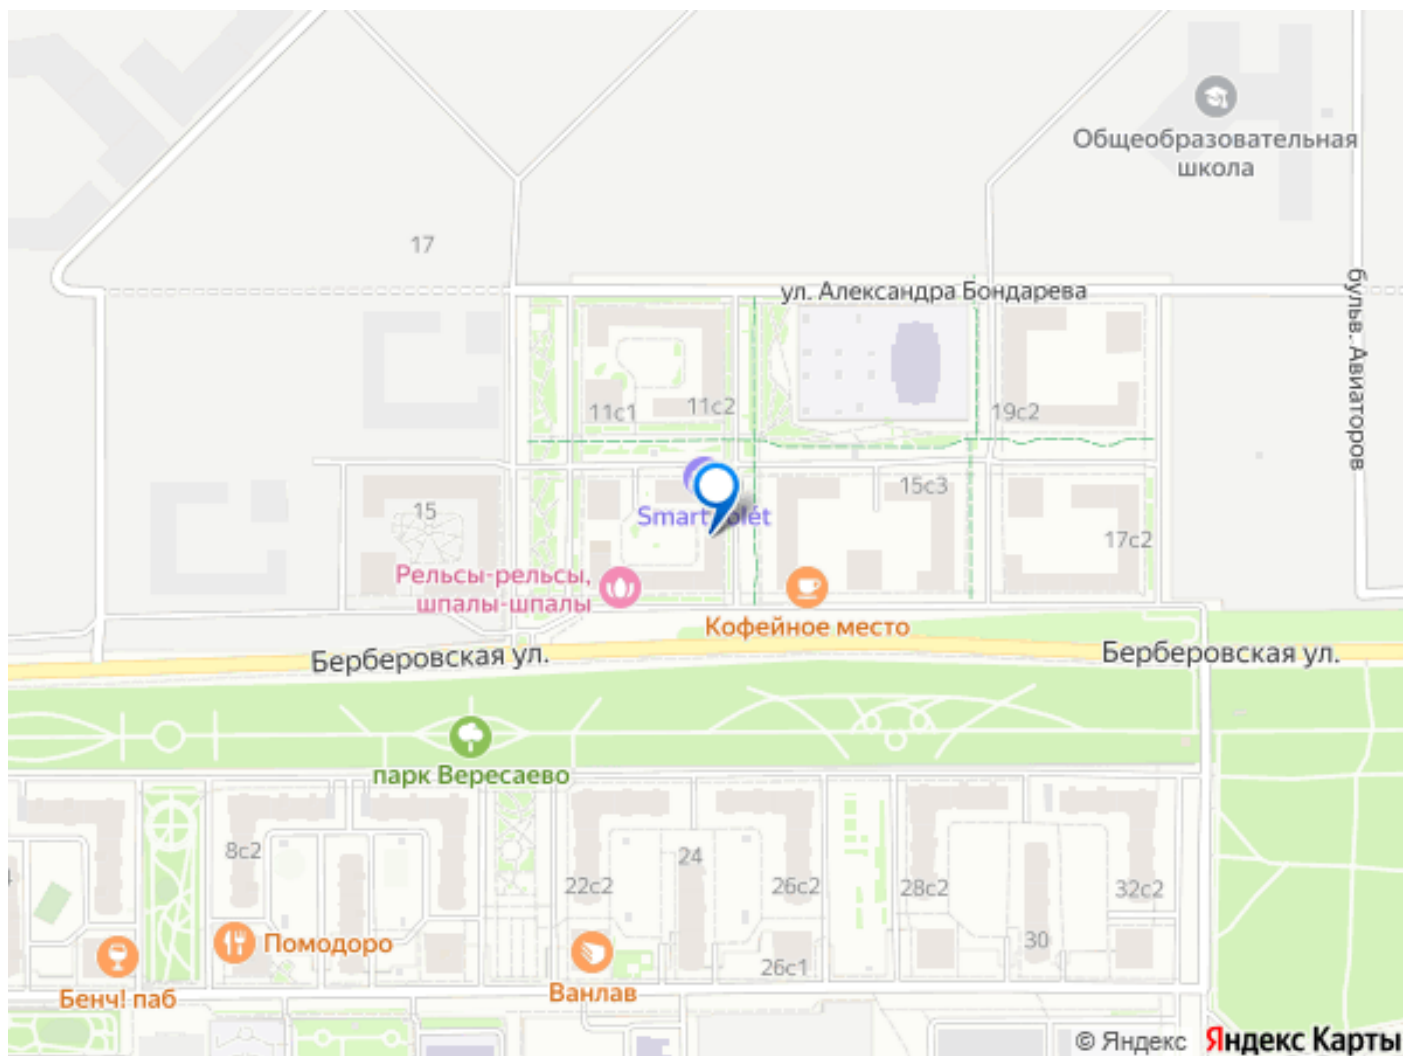 Общеобразовательная
школа
17
ул. Александра Бондарева
бульв. Авиаторов
11с1
11с2
19с2
15
15с3
Smart
17с2
Рельсы-рельсы,
шпалы-шпалы
Кофейное место
Берберовская ул.
Берберовская ул.
парк Вересаево
8с2
24
22с2
26с2
28с2
32с2
Помодоро
30
26с1
Бенч! паб
Ванлав
© Яндекс Яндекс Карты